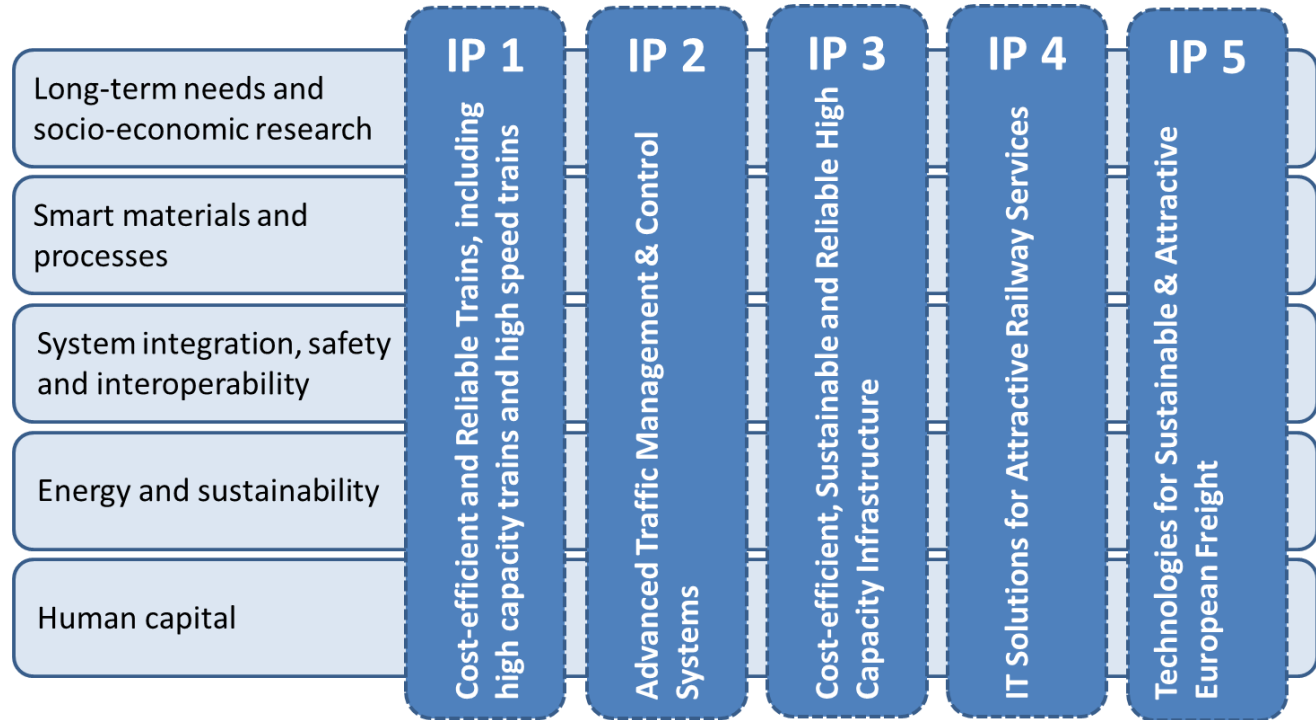 Long-term needs and
socio-economic research
Smart materials and
processes
System integration, safety
and interoperability
Energy and sustainability
Human capital
IP 1
Cost-efficient and Reliable Trains, including
high capacity trains and high speed trains
IP 2
Advanced Traffic Management & Control
Systems
IP 3
Cost-efficient, Sustainable and Reliable High
Capacity Infrastructure
IP 4
IT Solutions for Attractive Railway Services
IP 5
Technologies for Sustainable & Attractive
European Freight